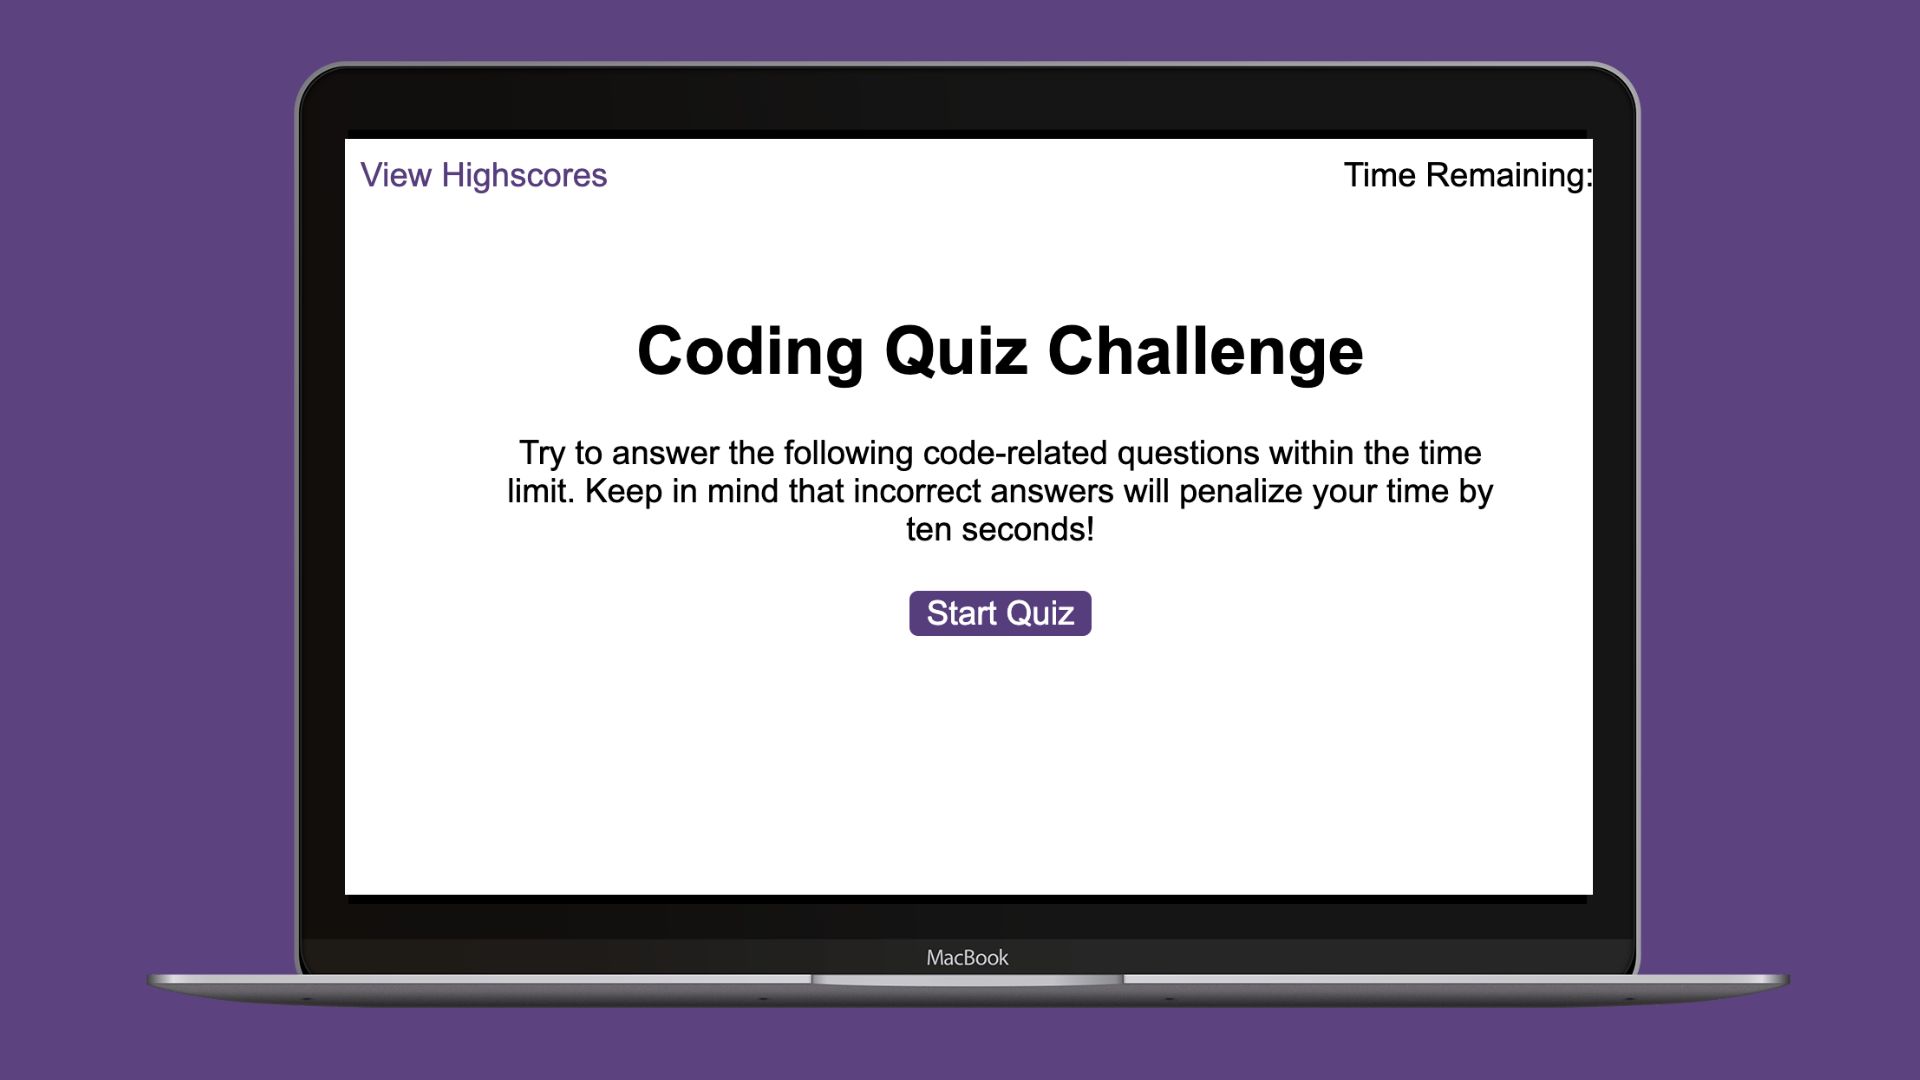 View Highscores
Time Remaining:
Coding Quiz Challenge
Try to answer the following code-related questions within the time
limit. Keep in mind that incorrect answers will penalize your time by
ten seconds!
Start Quiz
MacBook